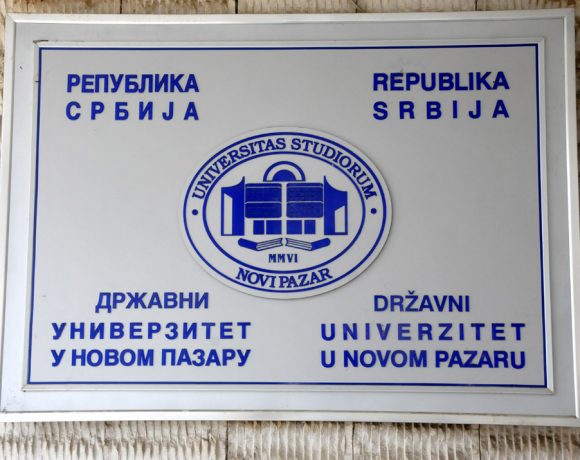 РЕПУБЛИКА
СРБИЈА
REPUBLIKA
SRBIJA
UNIVERSITAS STUDIORUM
MMVI
NOVI PAZAR
ДРЖАВНИ
УНИВЕРЗИТЕТ
У НОВОМ ПАЗАРУ
DRŽAVNI
UNIVERZITET
U NOVOM PAZARU